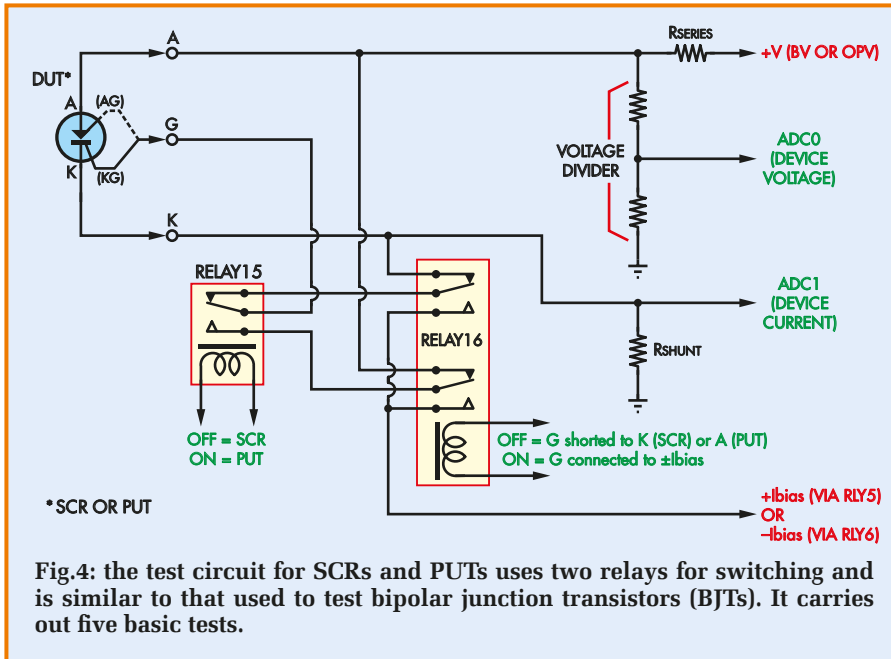 A
RSERIES
+V (BV OR OPV)
DUT*
A
(AG)
G
(KG)
K
VOLTAGE
DIVIDER
ADC0
(DEVICE
VOLTAGE)
K
RELAY15
RELAY16
ADC1
(DEVICE
CURRENT)
RSHUNT
OFF = SCR
ON = PUT
OFF = G shorted to K (SCR) or A (PUT)
ON = G connected to ±Ibias
* SCR OR PUT
+Ibias (VIA RLY5)
OR
–Ibias (VIA RLY6)
Fig.4: the test circuit for SCRs and PUTs uses two relays for switching and
is similar to that used to test bipolar junction transistors (BJTs). It carries
out five basic tests.